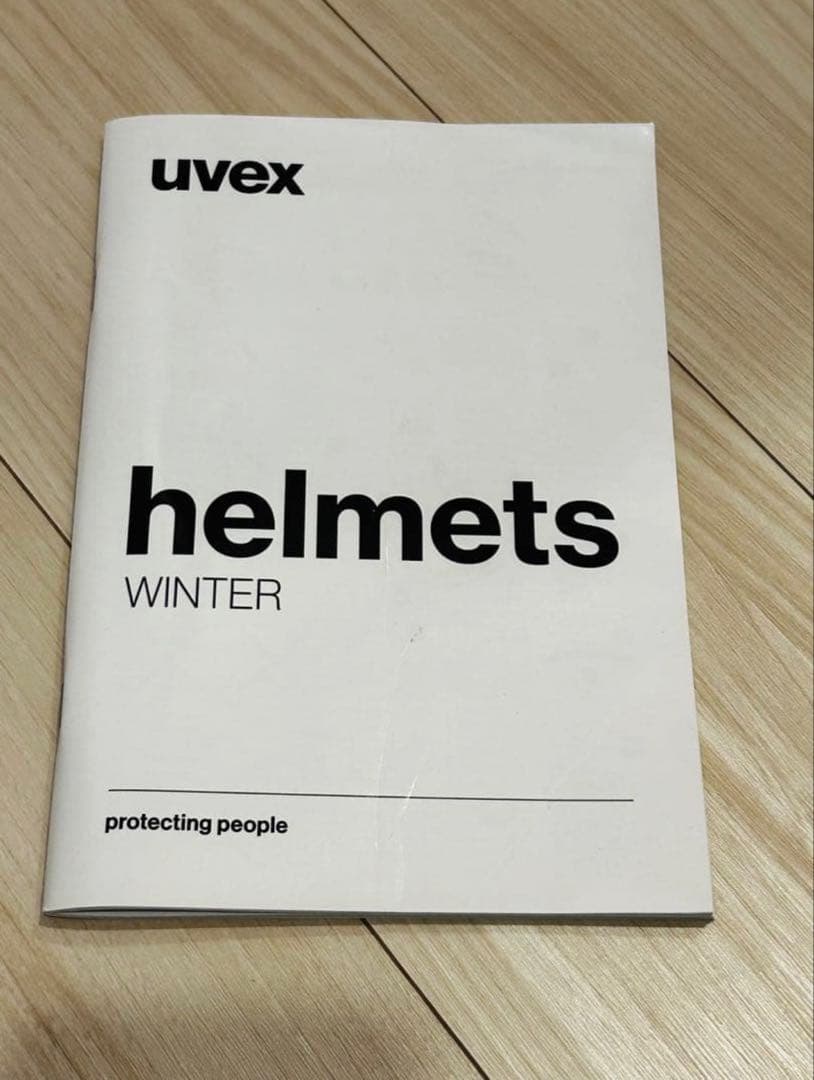 uvex
helmets
WINTER
protecting people